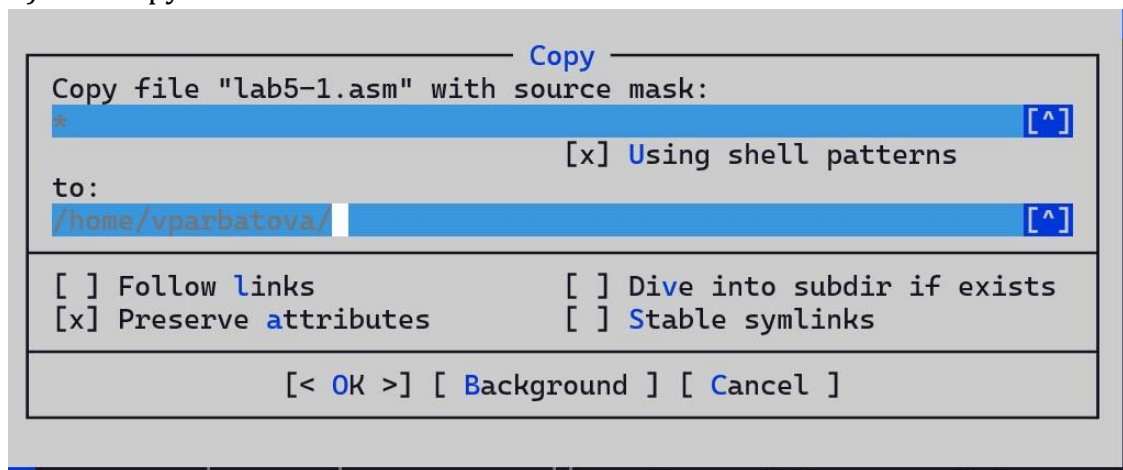 Copy
Copy file "lab5-1.asm" with source mask:
* [^]
[x] Using shell patterns
to:
/home/vparbatova/ [^]
[ ] Follow links [ ] Dive into subdir if exists
[x] Preserve attributes [ ] Stable symlinks
[< OK >] [ Background ] [ Cancel ]